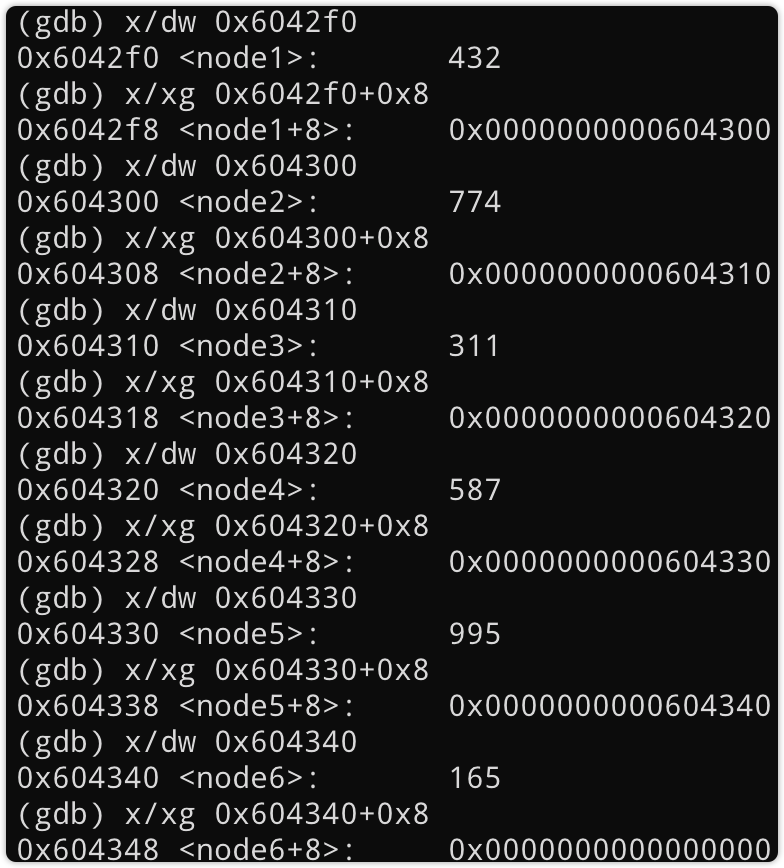 (gdb) x/dw 0x6042f0
0x6042f0 <node1>:       432
(gdb) x/xg 0x6042f0+0x8
0x6042f8 <node1+8>:     0x0000000000604300
(gdb) x/dw 0x604300
0x604300 <node2>:       774
(gdb) x/xg 0x604300+0x8
0x604308 <node2+8>:     0x0000000000604310
(gdb) x/dw 0x604310
0x604310 <node3>:       311
(gdb) x/xg 0x604310+0x8
0x604318 <node3+8>:     0x0000000000604320
(gdb) x/dw 0x604320
0x604320 <node4>:       587
(gdb) x/xg 0x604320+0x8
0x604328 <node4+8>:     0x0000000000604330
(gdb) x/dw 0x604330
0x604330 <node5>:       995
(gdb) x/xg 0x604330+0x8
0x604338 <node5+8>:     0x0000000000604340
(gdb) x/dw 0x604340
0x604340 <node6>:       165
(gdb) x/xg 0x604340+0x8
0x604348 <node6+8>:     0x0000000000000000